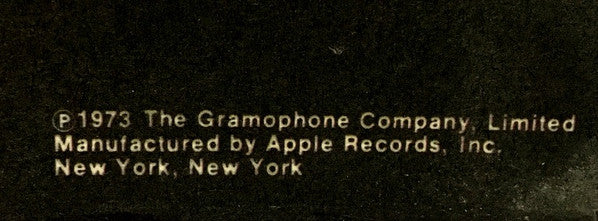 ℗1973 The Gramophone Company, Limited
Manufactured by Apple Records, Inc.
New York, New York